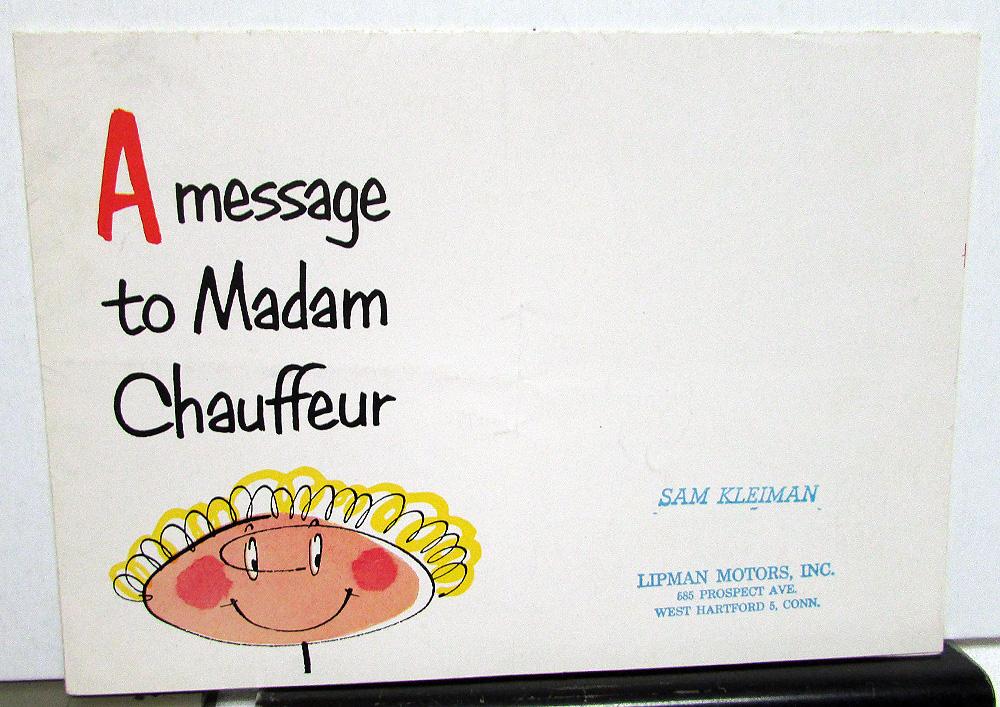 A message
to Madam
Chauffeur
SAM KLEIMAN
LIPMAN MOTORS, INC.
685 PROSPECT AVE.
WEST HARTFORD 5, CONN.